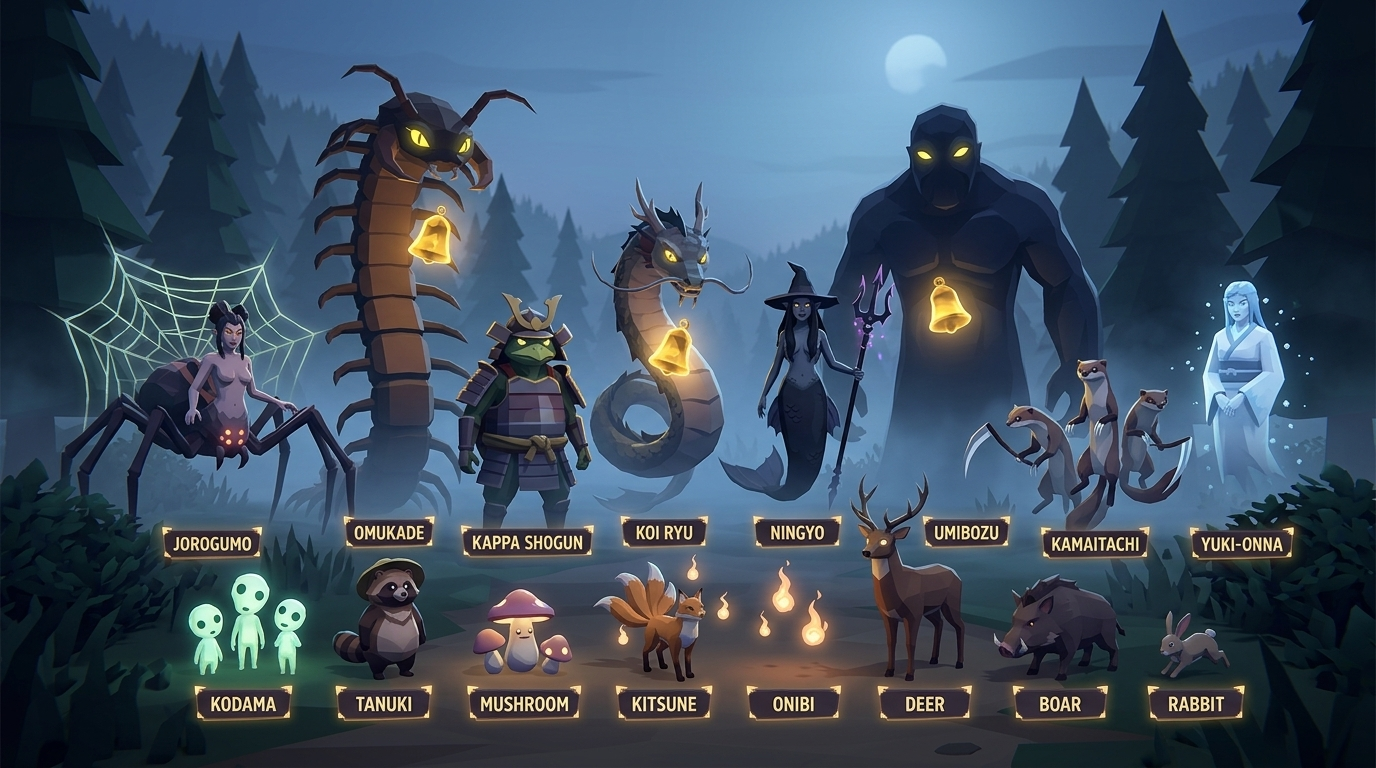 JOROGUMO
OMUKADE
KAPPA SHOGUN
KOI RYU
NINGYO
UMIBOZU
KAMAITACHI
YUKI-ONNA
KODAMA
TANUKI
MUSHROOM
KITSUNE
ONIBI
DEER
BOAR
RABBIT